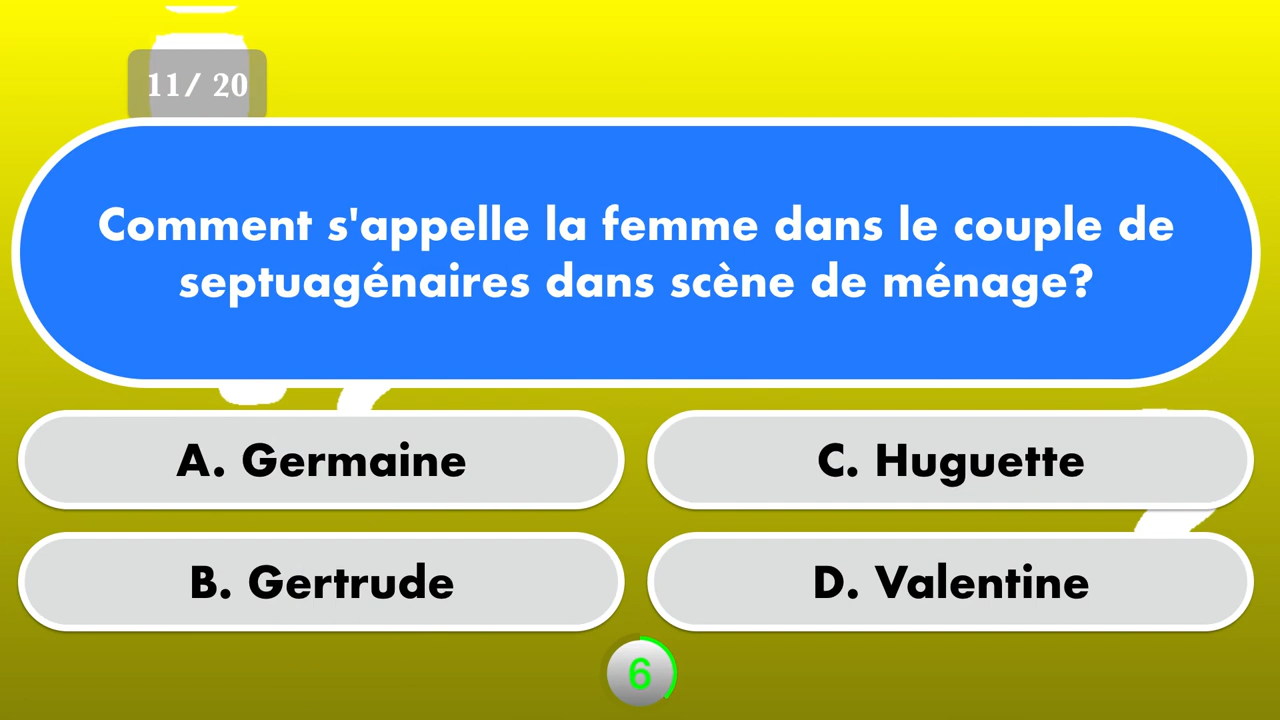 11/ 20
Comment s'appelle la femme dans le couple de
septuagénaires dans scène de ménage?
A. Germaine
C. Huguette
B. Gertrude
D. Valentine
6